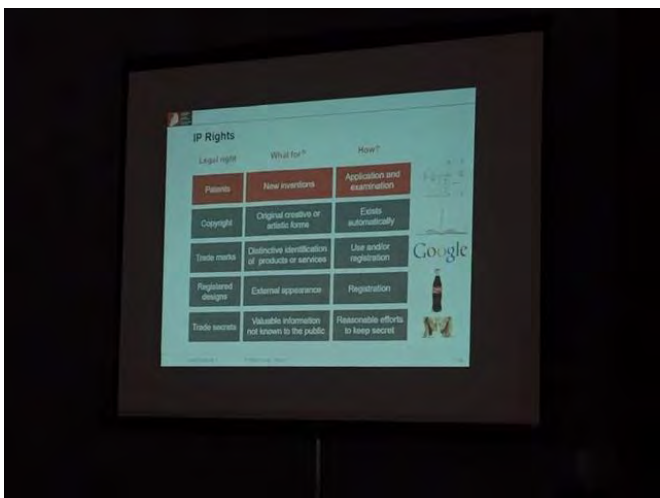 IP Rights
Legal right What for? How?
Patents New inventions Application and
examination
Copyright Original creative or
artistic forms Exists
automatically
Trade marks Distinctive identification
of products or services Use and/or
registration
Google
Registered
designs External appearance Registration
Trade secrets Valuable information
not known to the public Reasonable efforts
to keep secret